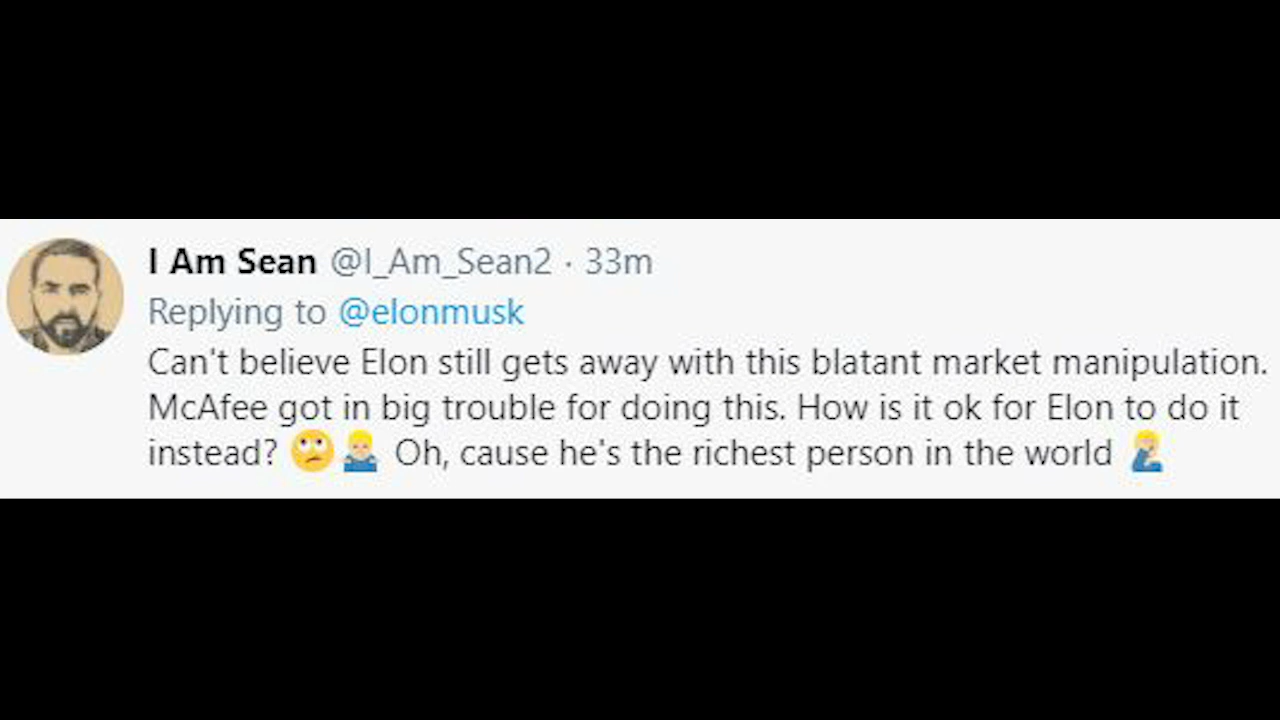 I Am Sean @I_Am_Sean2 · 33m
Replying to @elonmusk
Can't believe Elon still gets away with this blatant market manipulation.
McAfee got in big trouble for doing this. How is it ok for Elon to do it
instead? 🙄🤷🏼‍♂️ Oh, cause he's the richest person in the world 🤦🏼‍♂️